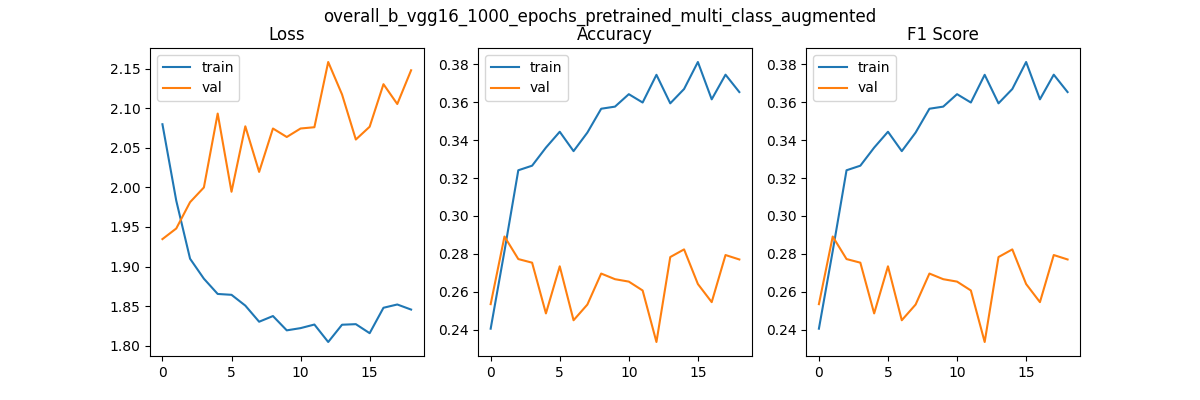 overall_b_vgg16_1000_epochs_pretrained_multi_class_augmented
Loss
train
val
2.15
2.10
2.05
2.00
1.95
1.90
1.85
1.80
0 5 10 15
Accuracy
train
val
0.38
0.36
0.34
0.32
0.30
0.28
0.26
0.24
0 5 10 15
F1 Score
train
val
0.38
0.36
0.34
0.32
0.30
0.28
0.26
0.24
0 5 10 15